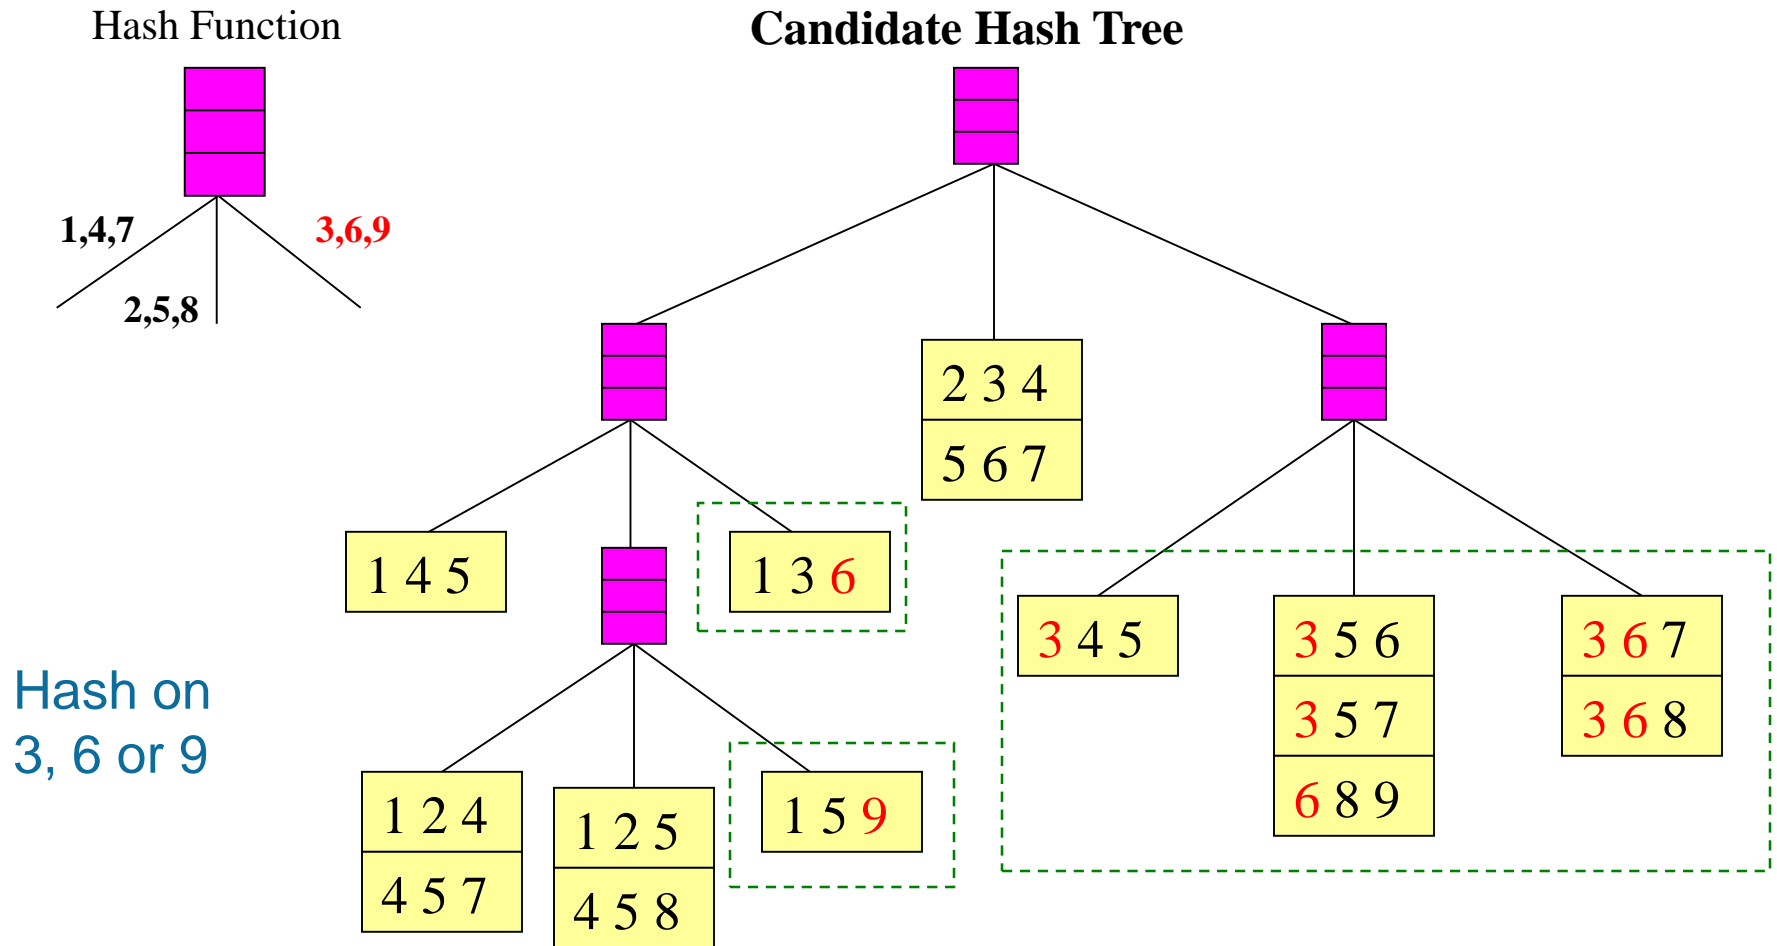 Hash Function
Candidate Hash Tree
1,4,7
3,6,9
2,5,8
2 3 4
5 6 7
1 4 5
1 3 6
3 4 5
3 5 6
3 6 7
3 5 7
3 6 8
6 8 9
Hash on
3, 6 or 9
1 2 4
1 2 5
1 5 9
4 5 7
4 5 8